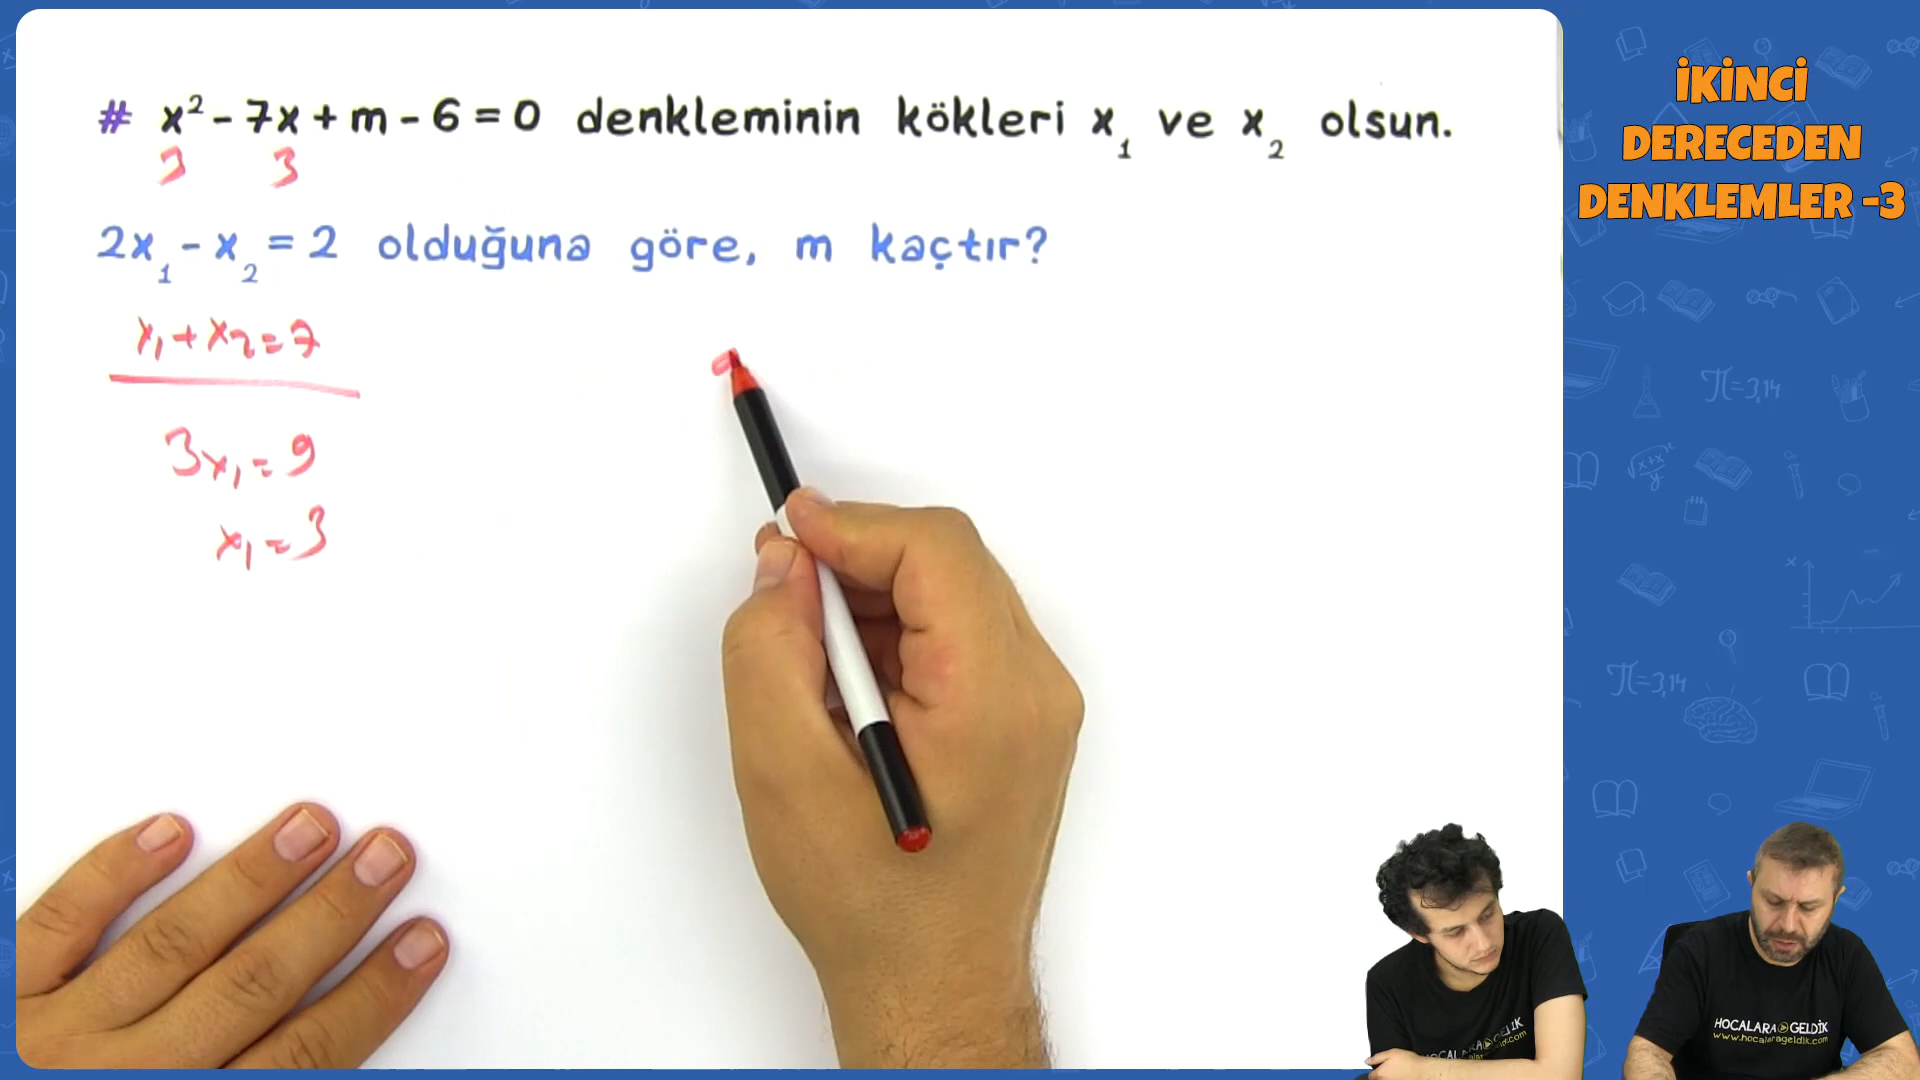 # x² - 7x + m - 6 = 0 denkleminin kökleri x₁ ve x₂ olsun.
3 3
2x₁ - x₂ = 2 olduğuna göre, m kaçtır?
x₁ + x₂ = 7
3x₁ = 9
x₁ = 3
İKİNCİ
DERECEDEN
DENKLEMLER -3
π=3,14
π=3,14
HOCALARA GELDİK
www.hocalarageldik.com